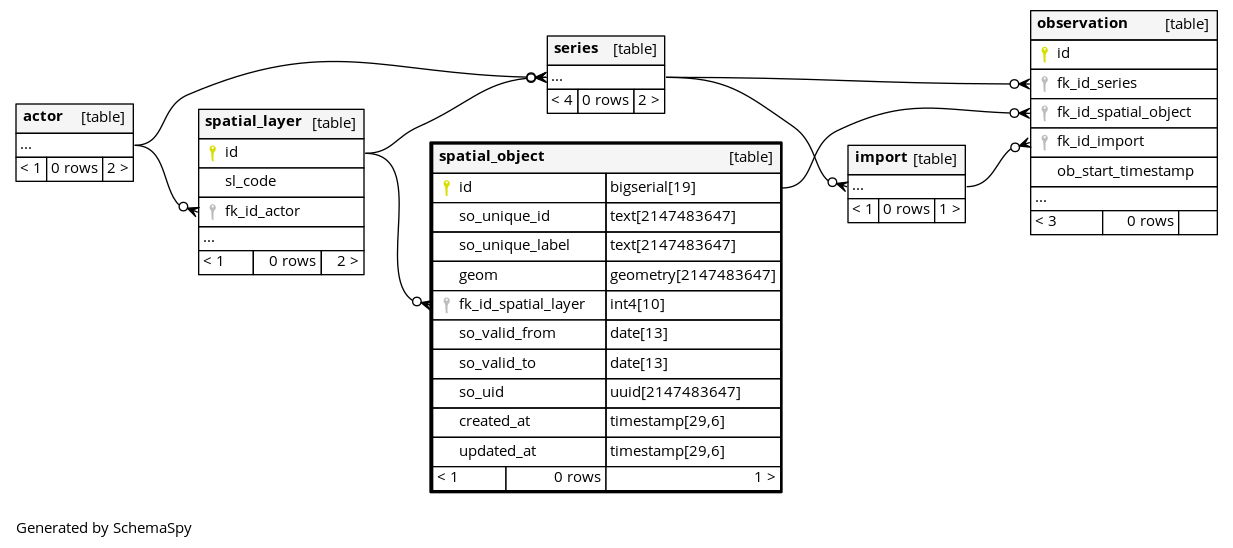 actor [table]
...
< 1 0 rows 2 >
spatial_layer [table]
id
sl_code
fk_id_actor
...
< 1 0 rows 2 >
series [table]
...
< 4 0 rows 2 >
spatial_object [table]
id bigserial[19]
so_unique_id text[2147483647]
so_unique_label text[2147483647]
geom geometry[2147483647]
fk_id_spatial_layer int4[10]
so_valid_from date[13]
so_valid_to date[13]
so_uid uuid[2147483647]
created_at timestamp[29,6]
updated_at timestamp[29,6]
< 1 0 rows 1 >
import [table]
...
< 1 0 rows 1 >
observation [table]
id
fk_id_series
fk_id_spatial_object
fk_id_import
ob_start_timestamp
...
< 3 0 rows
Generated by SchemaSpy